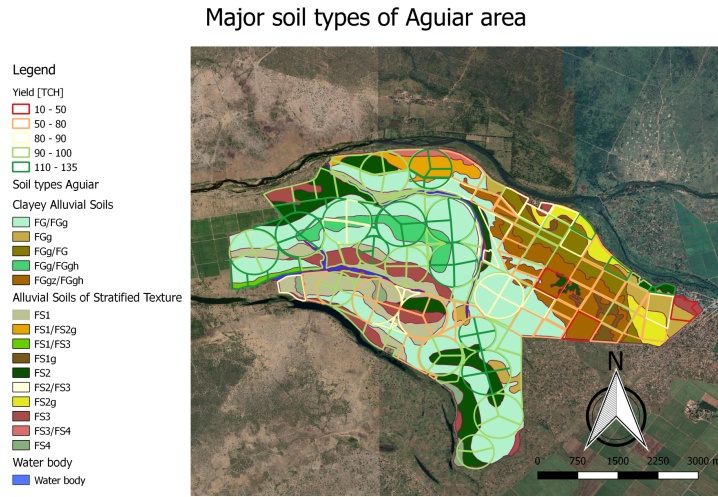 Major soil types of Aguiar area
Legend
Yield [TCH]
10 - 50
50 - 80
80 - 90
90 - 100
110 - 135
Soil types Aguiar
Clayey Alluvial Soils
FG/FGg
FGg
FGg/FG
FGg/FGgh
FGgz/FGgh
Alluvial Soils of Stratified Texture
FS1
FS1/FS2g
FS1/FS3
FS1g
FS2
FS2/FS3
FS2g
FS3
FS3/FS4
FS4
Water body
Water body
N
0 750 1500 2250 3000 m